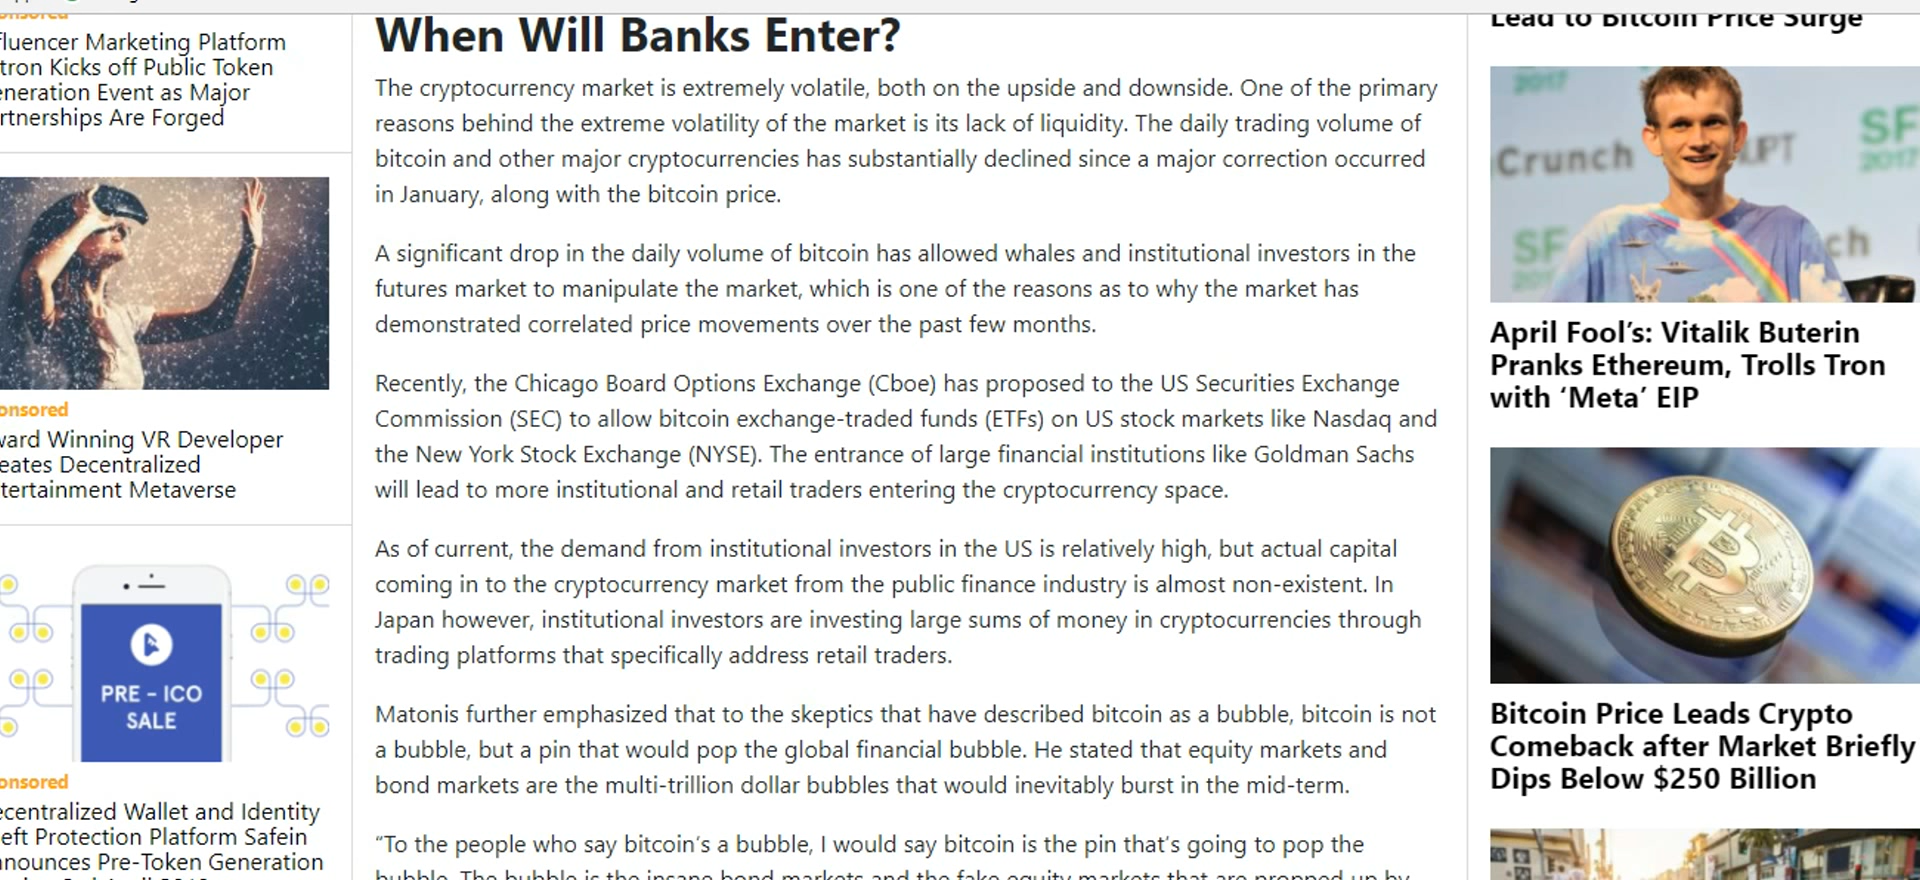 fluencer Marketing Platform
tron Kicks off Public Token
eneration Event as Major
rtnerships Are Forged
onsored
ward Winning VR Developer
eates Decentralized
tertainment Metaverse
PRE - ICO
SALE
onsored
ecentralized Wallet and Identity
eft Protection Platform Safein
nnounces Pre-Token Generation
When Will Banks Enter?
The cryptocurrency market is extremely volatile, both on the upside and downside. One of the primary
reasons behind the extreme volatility of the market is its lack of liquidity. The daily trading volume of
bitcoin and other major cryptocurrencies has substantially declined since a major correction occurred
in January, along with the bitcoin price.
A significant drop in the daily volume of bitcoin has allowed whales and institutional investors in the
futures market to manipulate the market, which is one of the reasons as to why the market has
demonstrated correlated price movements over the past few months.
Recently, the Chicago Board Options Exchange (Cboe) has proposed to the US Securities Exchange
Commission (SEC) to allow bitcoin exchange-traded funds (ETFs) on US stock markets like Nasdaq and
the New York Stock Exchange (NYSE). The entrance of large financial institutions like Goldman Sachs
will lead to more institutional and retail traders entering the cryptocurrency space.
As of current, the demand from institutional investors in the US is relatively high, but actual capital
coming in to the cryptocurrency market from the public finance industry is almost non-existent. In
Japan however, institutional investors are investing large sums of money in cryptocurrencies through
trading platforms that specifically address retail traders.
Matonis further emphasized that to the skeptics that have described bitcoin as a bubble, bitcoin is not
a bubble, but a pin that would pop the global financial bubble. He stated that equity markets and
bond markets are the multi-trillion dollar bubbles that would inevitably burst in the mid-term.
“To the people who say bitcoin’s a bubble, I would say bitcoin is the pin that’s going to pop the
bubble. The bubble is the insane bond markets and the fake equity markets that are propped up by
Lead to Bitcoin Price Surge
2017
Crunch
UPT
SF
2017
SF
ch
April Fool’s: Vitalik Buterin
Pranks Ethereum, Trolls Tron
with ‘Meta’ EIP
Bitcoin Price Leads Crypto
Comeback after Market Briefly
Dips Below $250 Billion